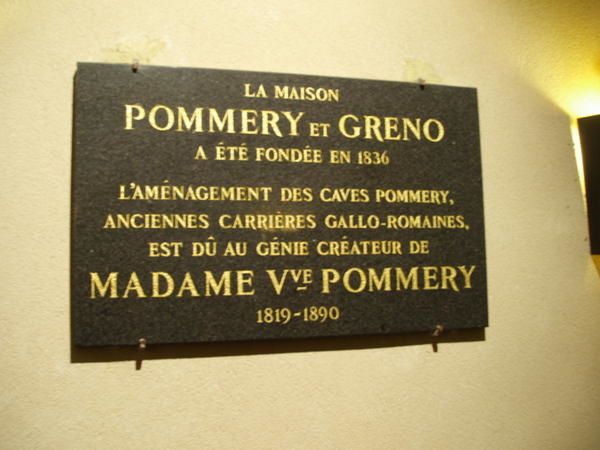 LA MAISON
POMMERY ET GRENO
A ÉTÉ FONDÉE EN 1836
L'AMÉNAGEMENT DES CAVES POMMERY,
ANCIENNES CARRIÈRES GALLO-ROMAINES,
EST DÛ AU GÉNIE CRÉATEUR DE
MADAME Vve POMMERY
1819-1890